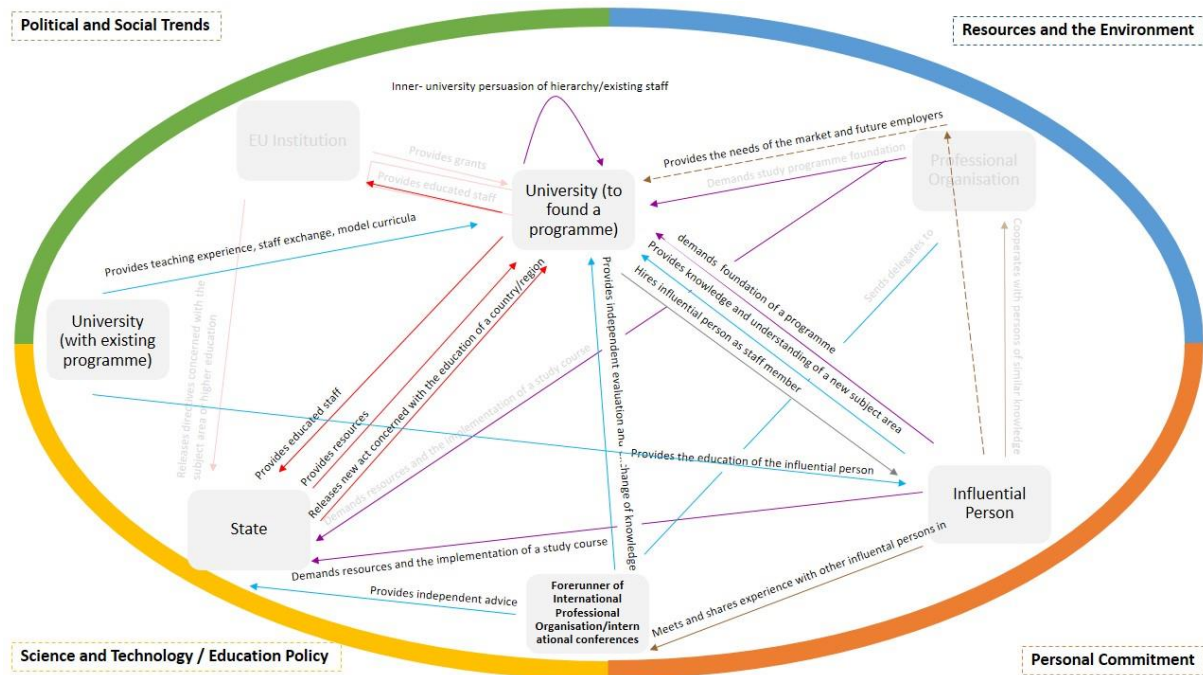 Political and Social Trends
Resources and the Environment
Inner- university persuasion of hierarchy/existing staff
EU Institution
Provides grants
Provides educated staff
University (to
found a
programme)
Provides the needs of the market and future employers
Demands study programme foundation
Professional
Organisation
Provides teaching experience, staff exchange, model curricula
University
(with existing
programme)
Releases directives concerned with the
subject area of higher education
demands foundation of a programme
Provides knowledge and understanding of a new subject area
Hires influential person as staff member
Sends delegates to
Cooperates with persons of similar knowledge
Provides independent evaluation and
change of knowledge
Provides educated staff
Provides resources
Releases new act concerned with the education of a country/region
Demands resources and the implementation of a study course
Provides the education of the influential person
State
Influential
Person
Demands resources and the implementation of a study course
Provides independent advice
Forerunner of
International
Professional
Organisation/intern
ational conferences
Meets and shares experience with other influential persons in
Science and Technology / Education Policy
Personal Commitment